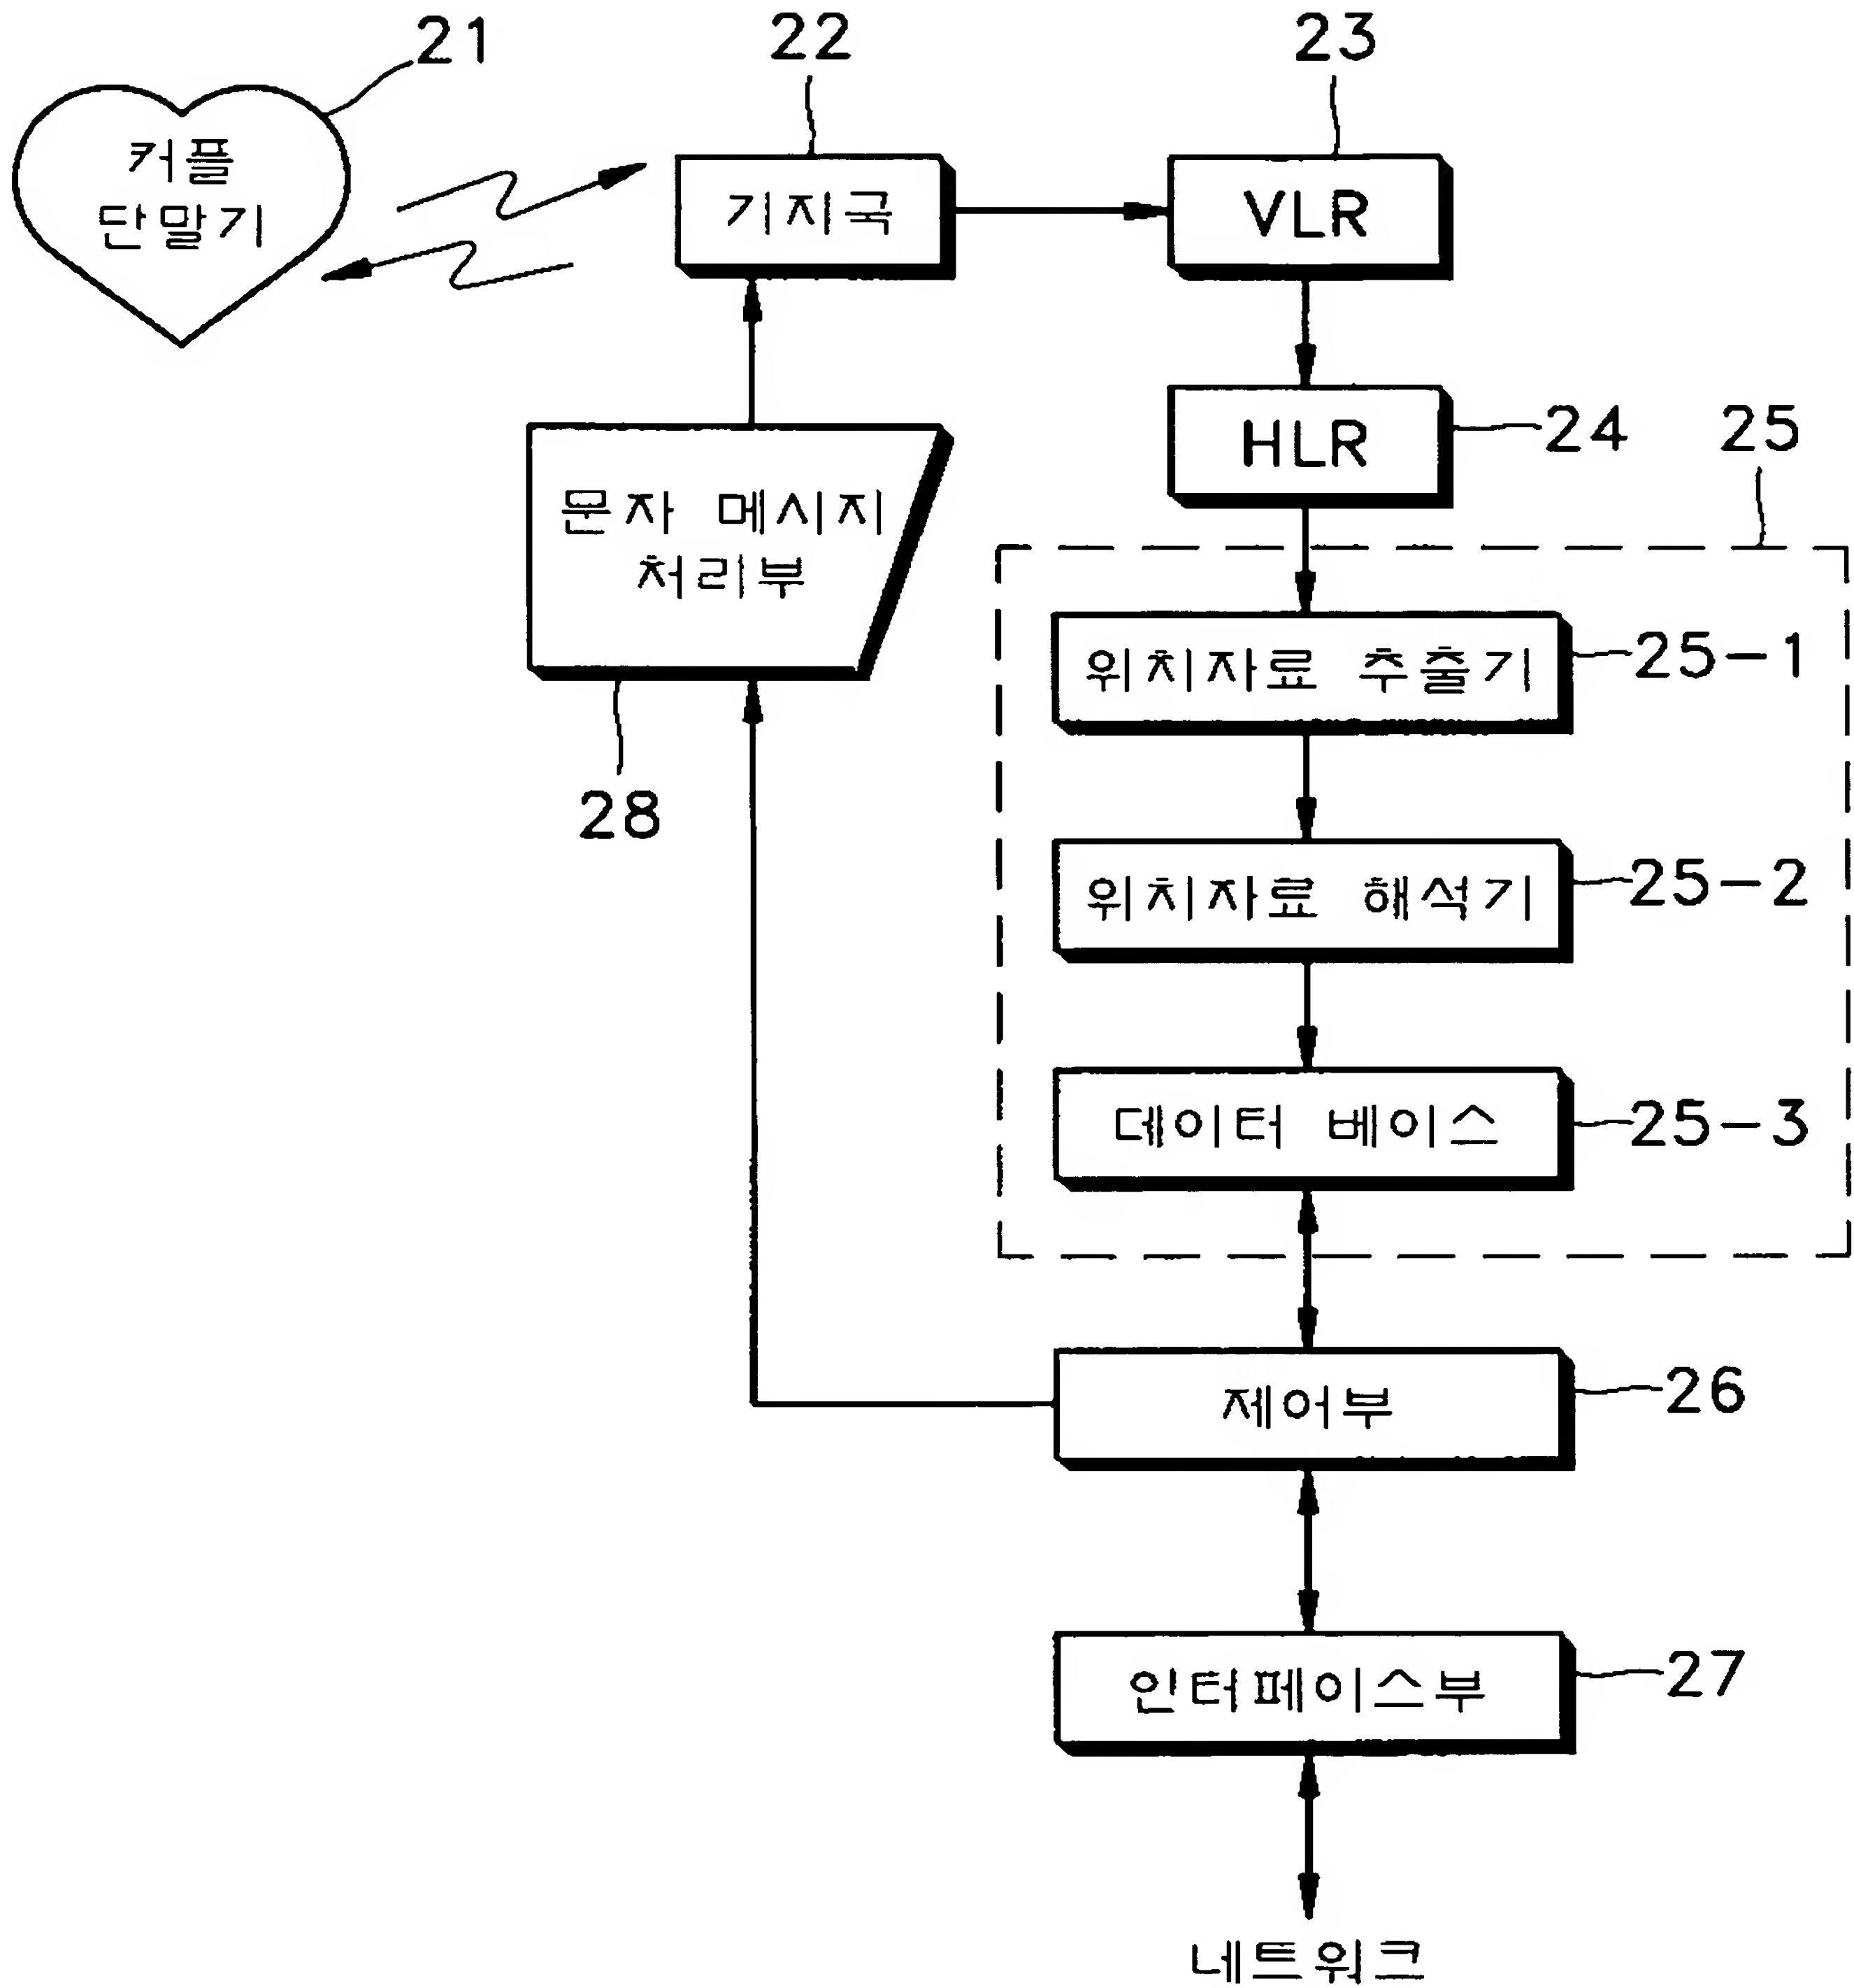 21
22
23
커플
단말기
기지국
VLR
HLR
24
25
문자 메시지
처리부
28
위치자료 추출기
25-1
위치자료 해석기
25-2
데이터 베이스
25-3
제어부
26
인터페이스부
27
네트워크